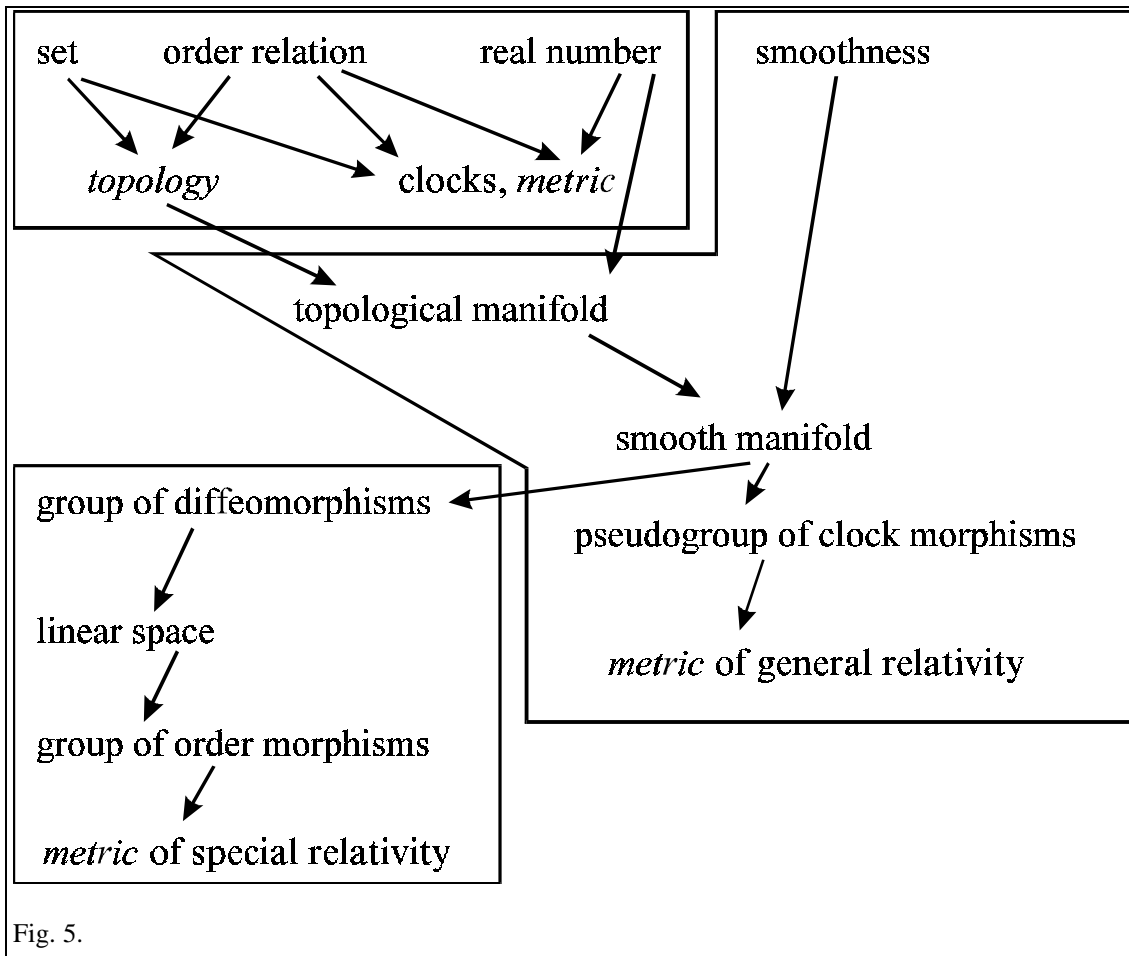 set order relation real number smoothness
topology clocks, metric
topological manifold
smooth manifold
group of diffeomorphisms
pseudogroup of clock morphisms
linear space
metric of general relativity
group of order morphisms
metric of special relativity
Fig. 5.